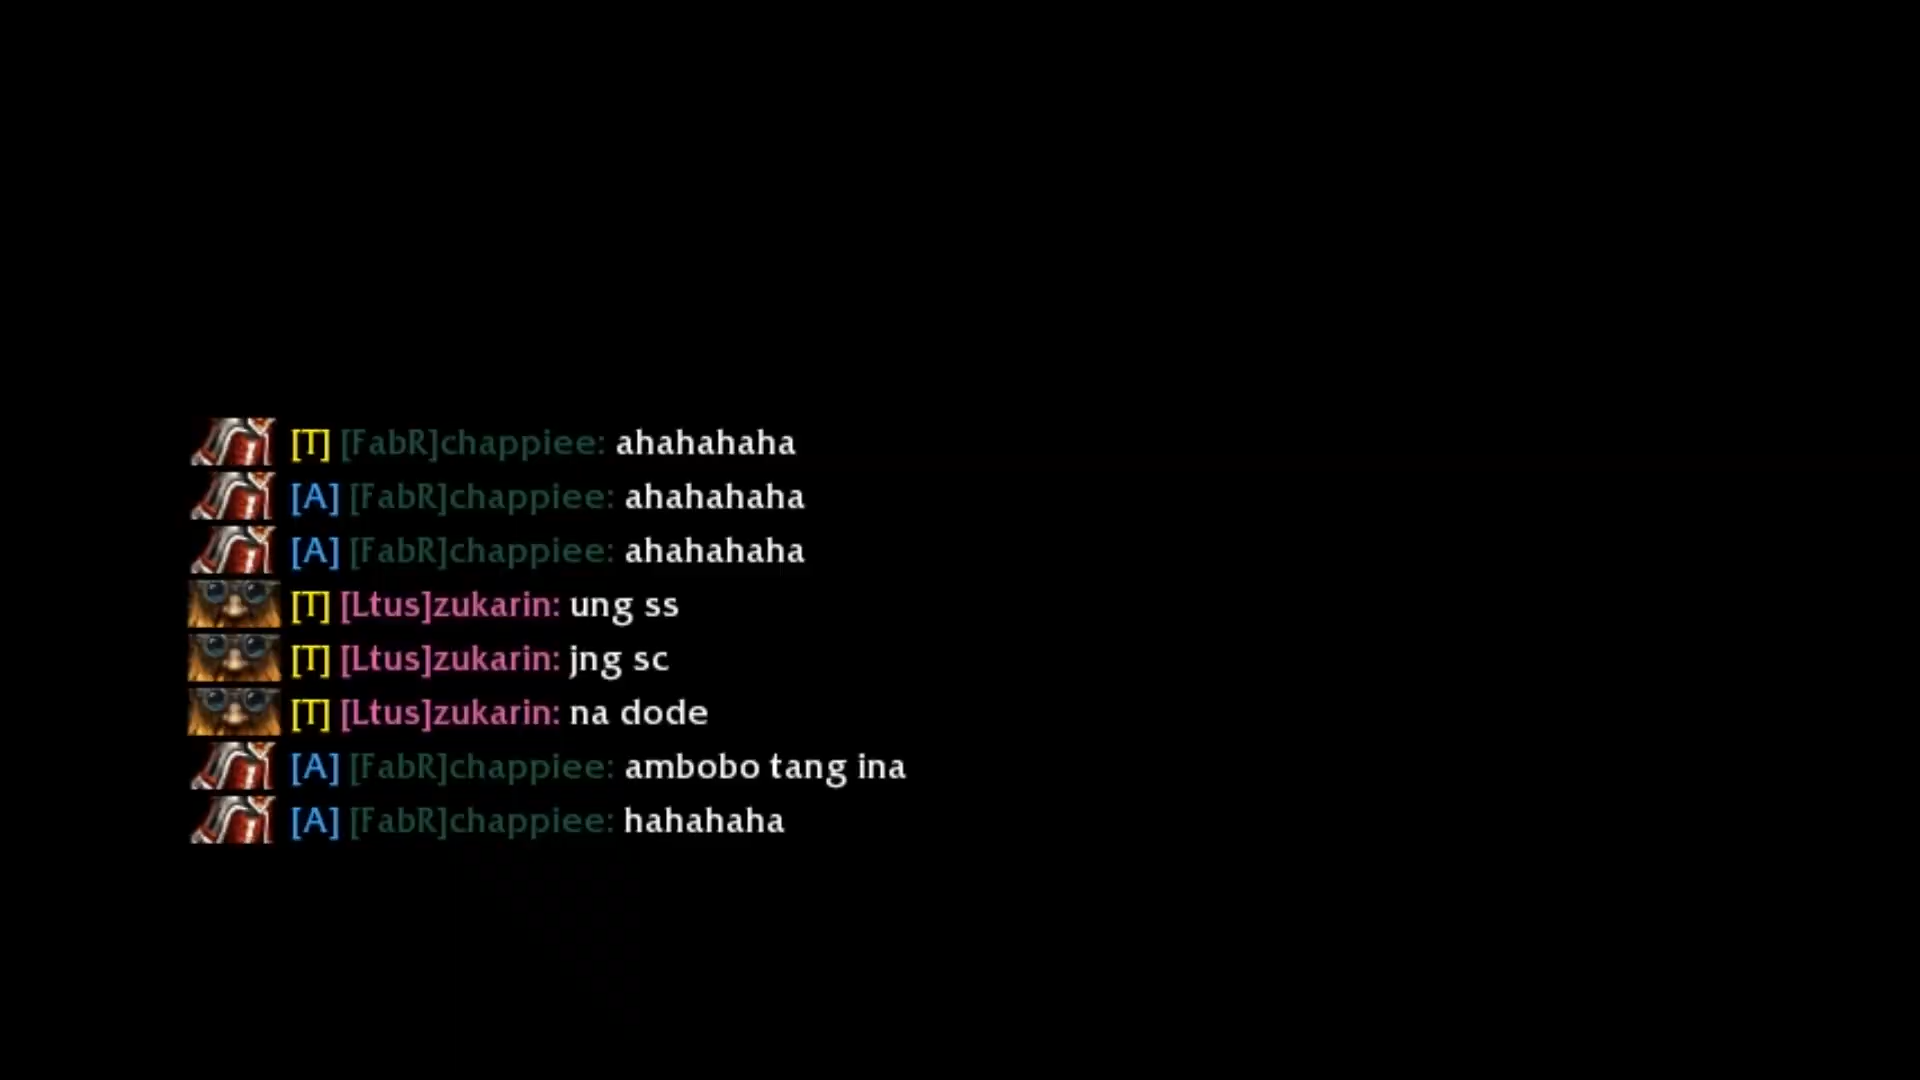 [T] [FabR]chappiee: ahahahaha
[A] [FabR]chappiee: ahahahaha
[A] [FabR]chappiee: ahahahaha
[T] [Ltus]zukarin: ung ss
[T] [Ltus]zukarin: jng sc
[T] [Ltus]zukarin: na dode
[A] [FabR]chappiee: ambobo tang ina
[A] [FabR]chappiee: hahahaha